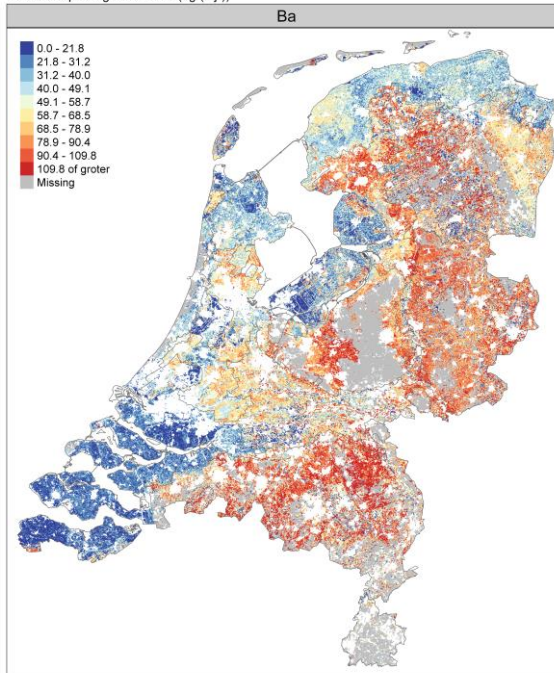 Ba
0.0 - 21.8
21.8 - 31.2
31.2 - 40.0
40.0 - 49.1
49.1 - 58.7
58.7 - 68.5
68.5 - 78.9
78.9 - 90.4
90.4 - 109.8
109.8 of groter
Missing